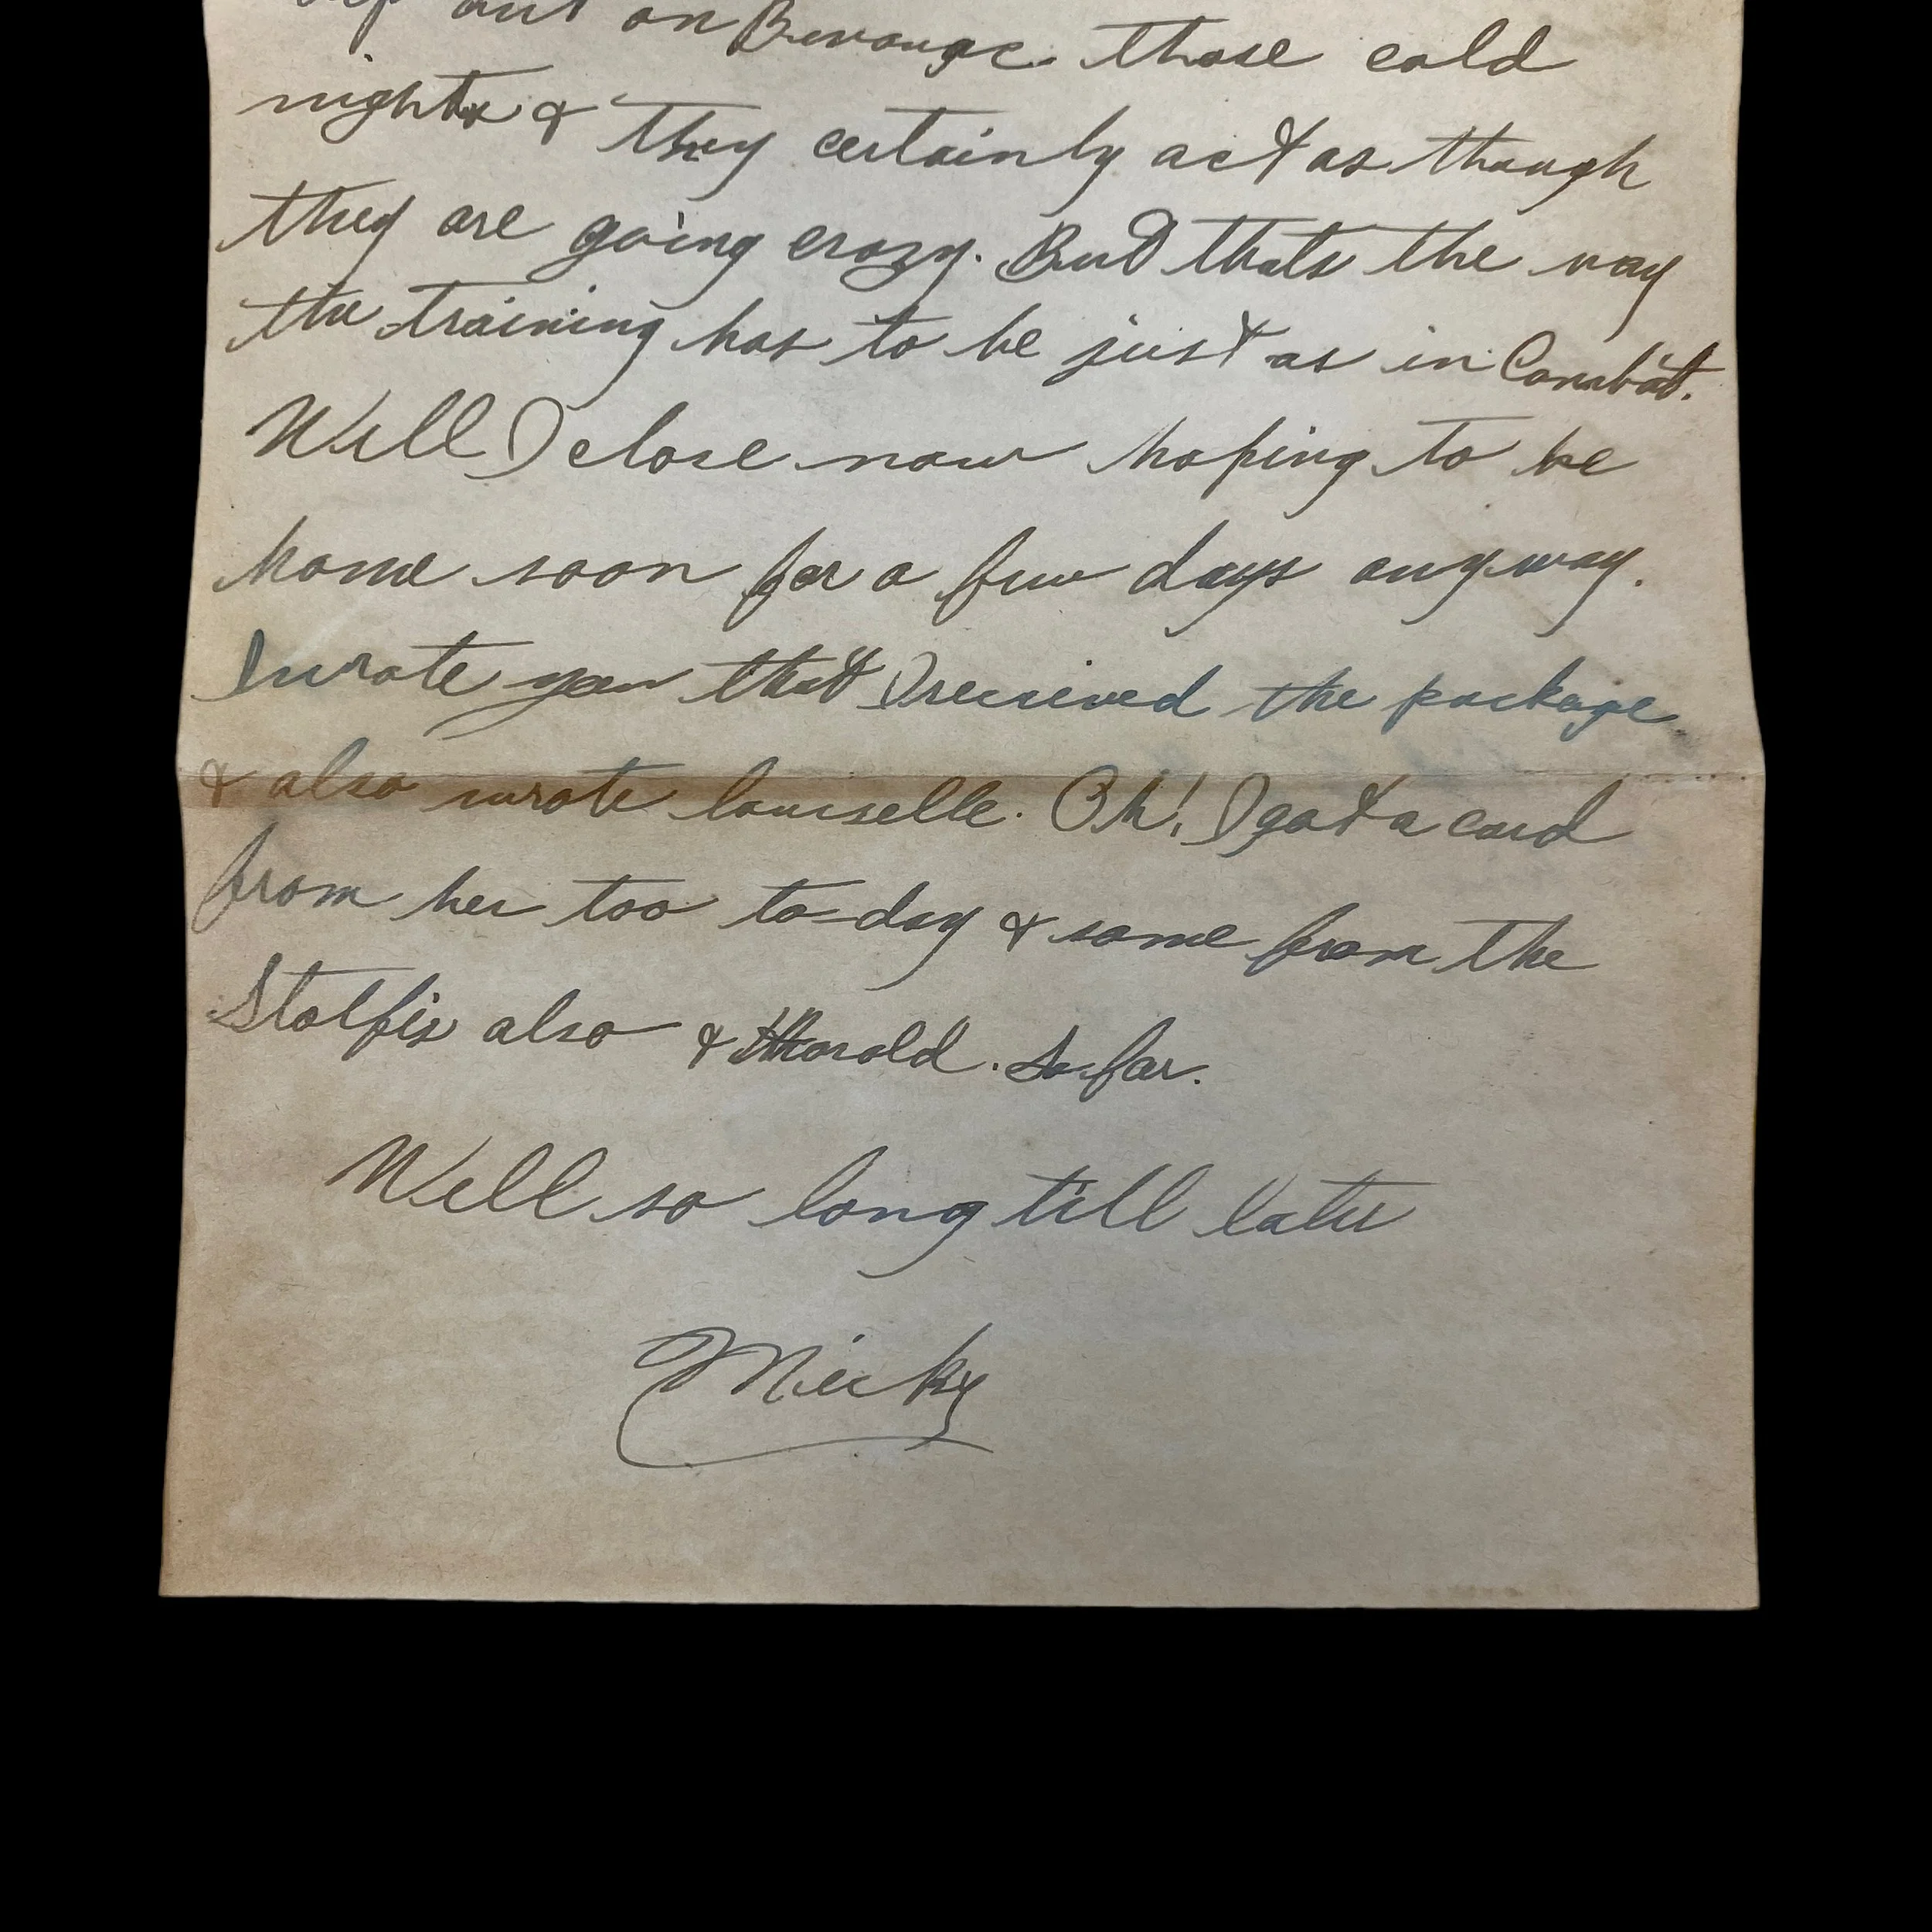 out on Bivouac. those cold
nights & they certainly act as though
they are going crazy. But thats the way
the training has to be just as in Combat.
Well I close now hoping to be
home soon for a few days anyway.
I wrote you that I received the package
& also wrote louiselle. Oh! I got a card
from her too to-day & some from the
Stolfis also & Harold. So far.
Well so long till later
Micky